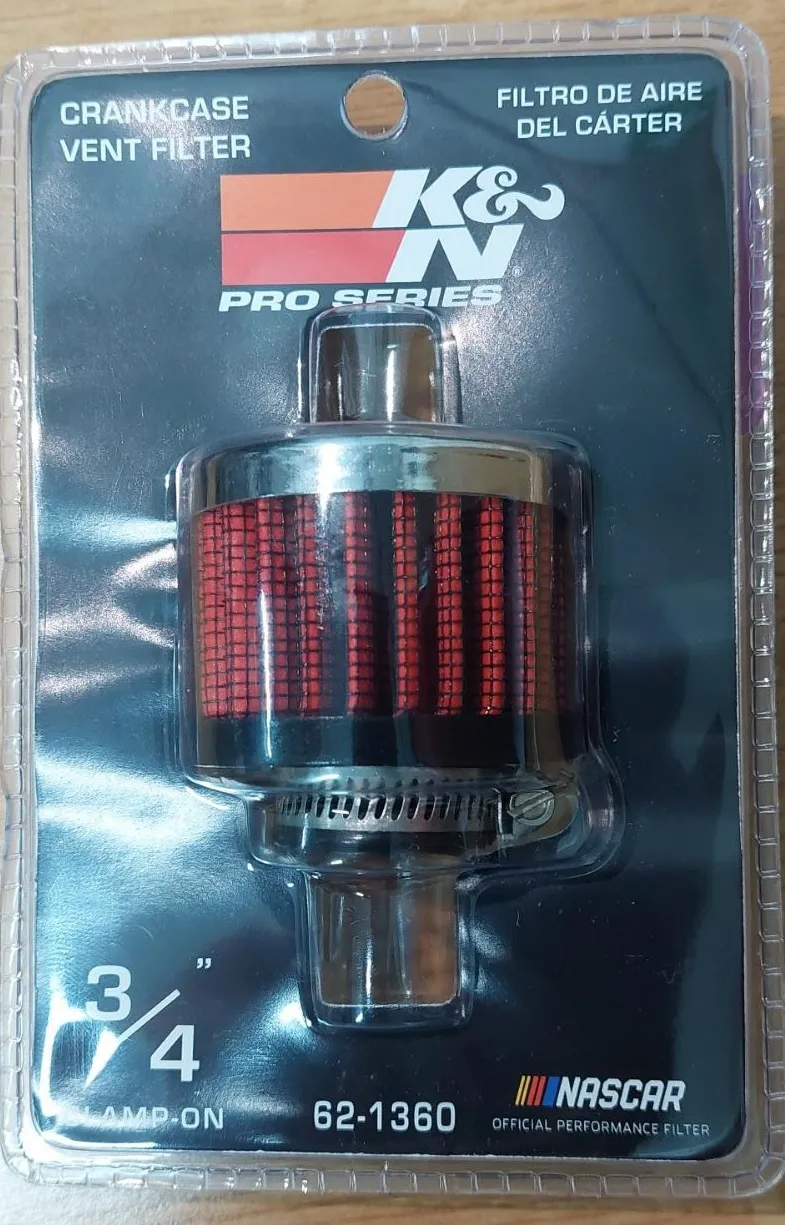 CRANKCASE
VENT FILTER
FILTRO DE AIRE
DEL CÁRTER
K&N®
PRO SERIES
3/4"
LAMP-ON
62-1360
NASCAR
OFFICIAL PERFORMANCE FILTER